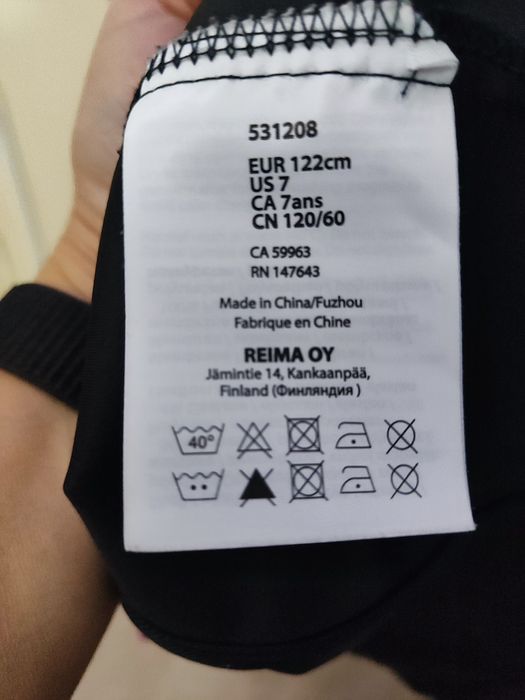 531208
EUR 122cm
US 7
CA 7ans
CN 120/60
CA 59963
RN 147643
Made in China/Fuzhou
Fabrique en Chine
REIMA OY
Jämintie 14, Kankaanpää,
Finland (Финляндия )
40°